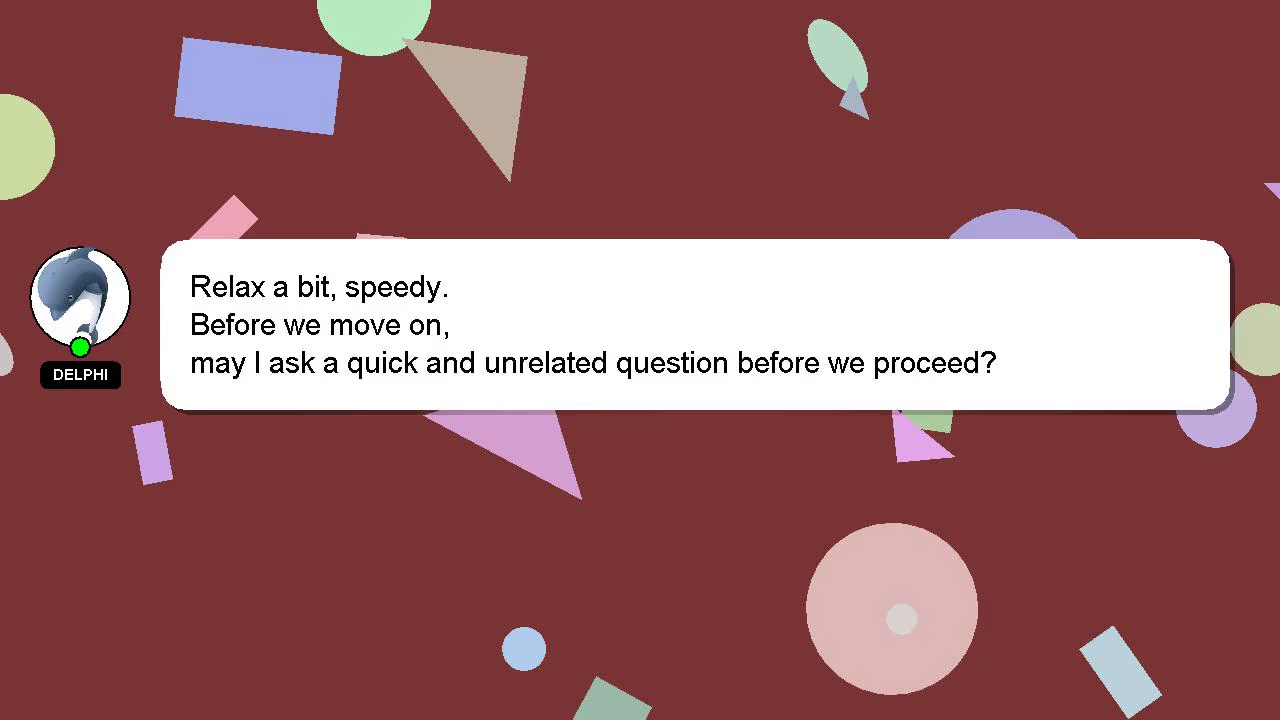 Relax a bit, speedy.
Before we move on,
may I ask a quick and unrelated question before we proceed?
DELPHI